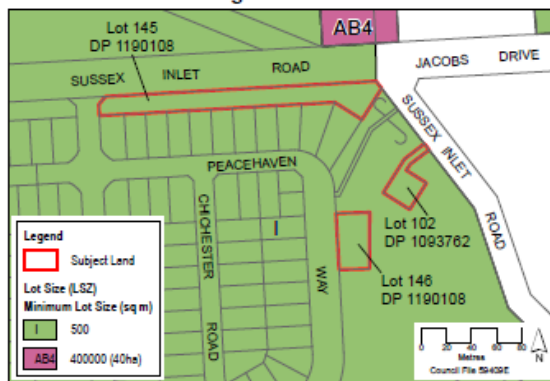 AB4
Lot 145
DP 1190108
SUSSEX INLET ROAD
JACOBS DRIVE
SUSSEX INLET ROAD
PEACEHAVEN WAY
CHICHESTER ROAD
I
Lot 102
DP 1093762
Lot 146
DP 1190108
Legend
Subject Land
Lot Size (LSZ)
Minimum Lot Size (sq m)
I 500
AB4 400000 (40ha)
0 20 40 60 80
Metres
N
Council File 59409E